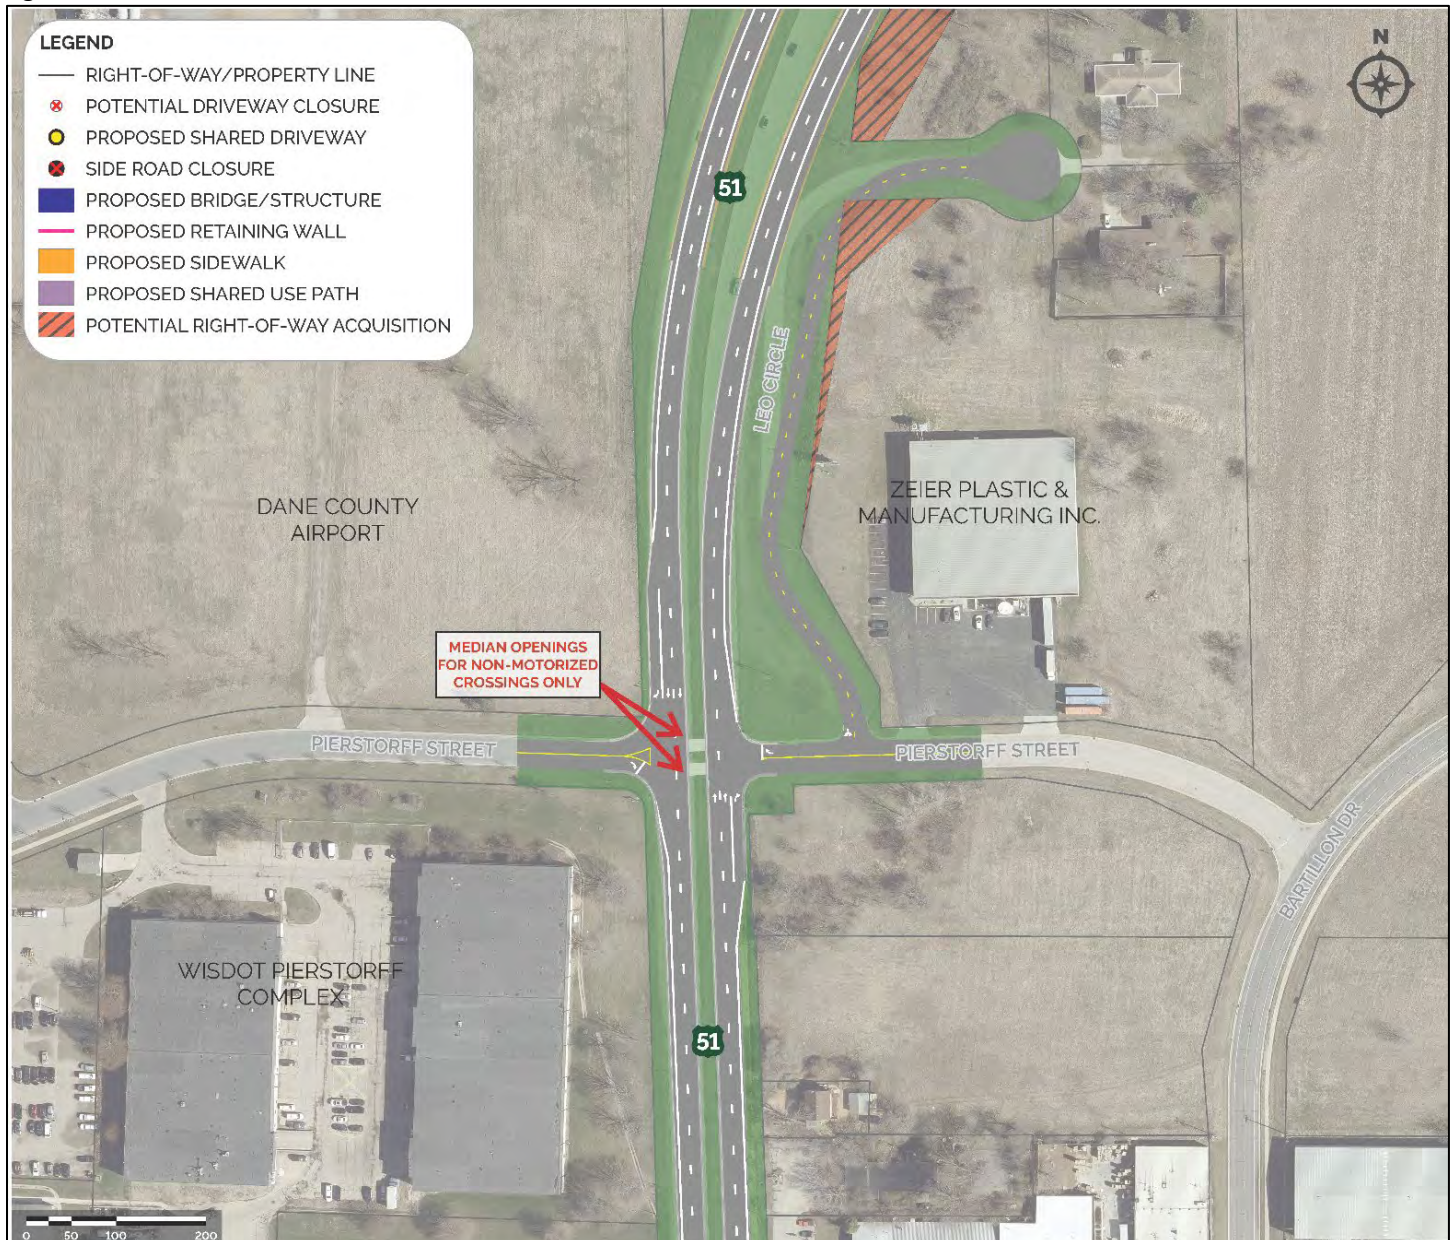 LEGEND
RIGHT-OF-WAY/PROPERTY LINE
POTENTIAL DRIVEWAY CLOSURE
PROPOSED SHARED DRIVEWAY
SIDE ROAD CLOSURE
PROPOSED BRIDGE/STRUCTURE
PROPOSED RETAINING WALL
PROPOSED SIDEWALK
PROPOSED SHARED USE PATH
POTENTIAL RIGHT-OF-WAY ACQUISITION
N
51
LEO CIRCLE
DANE COUNTY
AIRPORT
ZEIER PLASTIC &
MANUFACTURING INC.
MEDIAN OPENINGS
FOR NON-MOTORIZED
CROSSINGS ONLY
PIERSTORFF STREET
PIERSTORFF STREET
BARTILLON DR
WISDOT PIERSTORFF
COMPLEX
51
0 50 100 200